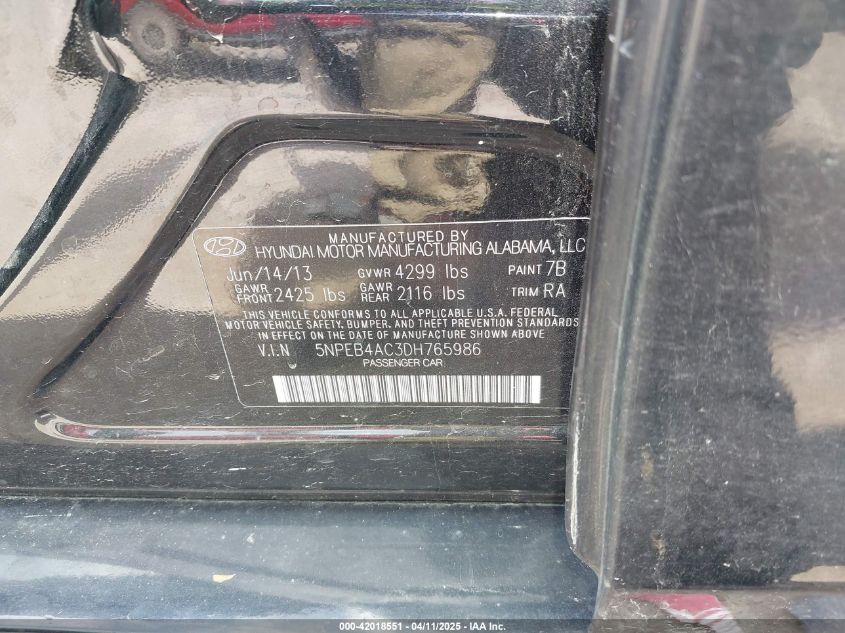 MANUFACTURED BY
HYUNDAI MOTOR MANUFACTURING ALABAMA, LLC
Jun/14/13 GVWR 4299 lbs PAINT 7B
GAWR FRONT 2425 lbs GAWR REAR 2116 lbs TRIM RA
THIS VEHICLE CONFORMS TO ALL APPLICABLE U.S.A. FEDERAL
MOTOR VEHICLE SAFETY, BUMPER, AND THEFT PREVENTION STANDARDS
IN EFFECT ON THE DATE OF MANUFACTURE SHOWN ABOVE
V.I.N 5NPEB4AC3DH765986
PASSENGER CAR
000-42018551 - 04/11/2025 - © IAA Inc.